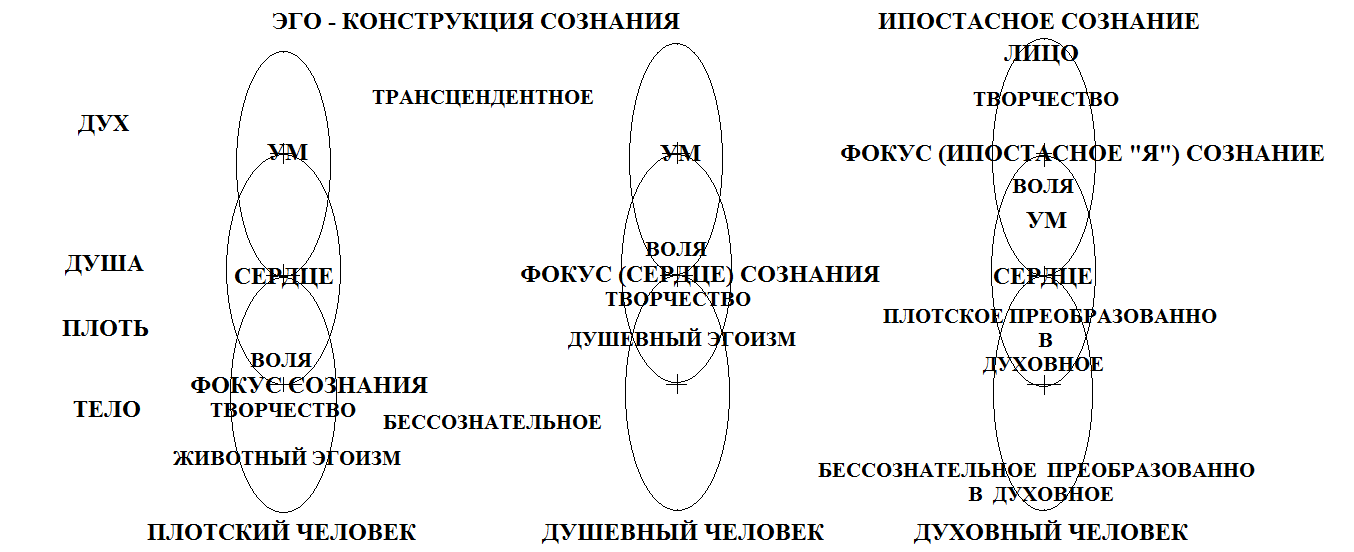 ЭГО - КОНСТРУКЦИЯ СОЗНАНИЯ
ИПОСТАСНОЕ СОЗНАНИЕ
ЛИЦО
ТРАНСЦЕНДЕНТНОЕ
ТВОРЧЕСТВО
ДУХ
УМ
УМ
ФОКУС (ИПОСТАСНОЕ "Я") СОЗНАНИЕ
ВОЛЯ
УМ
ВОЛЯ
ДУША
СЕРДЦЕ
ФОКУС (СЕРДЦЕ) СОЗНАНИЯ
СЕРДЦЕ
ТВОРЧЕСТВО
ПЛОТЬ
ПЛОТСКОЕ ПРЕОБРАЗОВАННО
В
ДУХОВНОЕ
ДУШЕВНЫЙ ЭГОИЗМ
ВОЛЯ
ФОКУС СОЗНАНИЯ
ТЕЛО
ТВОРЧЕСТВО
БЕССОЗНАТЕЛЬНОЕ
ЖИВОТНЫЙ ЭГОИЗМ
БЕССОЗНАТЕЛЬНОЕ ПРЕОБРАЗОВАННО
В ДУХОВНОЕ
ПЛОТСКИЙ ЧЕЛОВЕК
ДУШЕВНЫЙ ЧЕЛОВЕК
ДУХОВНЫЙ ЧЕЛОВЕК